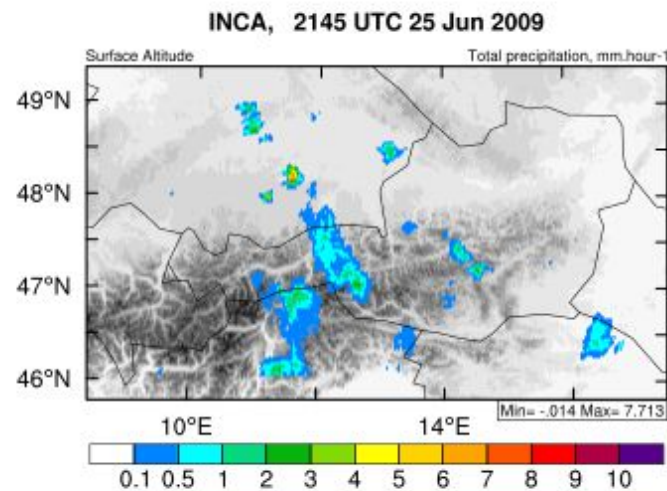 INCA, 2145 UTC 25 Jun 2009
Surface Altitude Total precipitation, mm.hour-1
49°N
48°N
47°N
46°N
Min= -.014 Max= 7.713
10°E 14°E
0.1 0.5 1 2 3 4 5 6 7 8 9 10